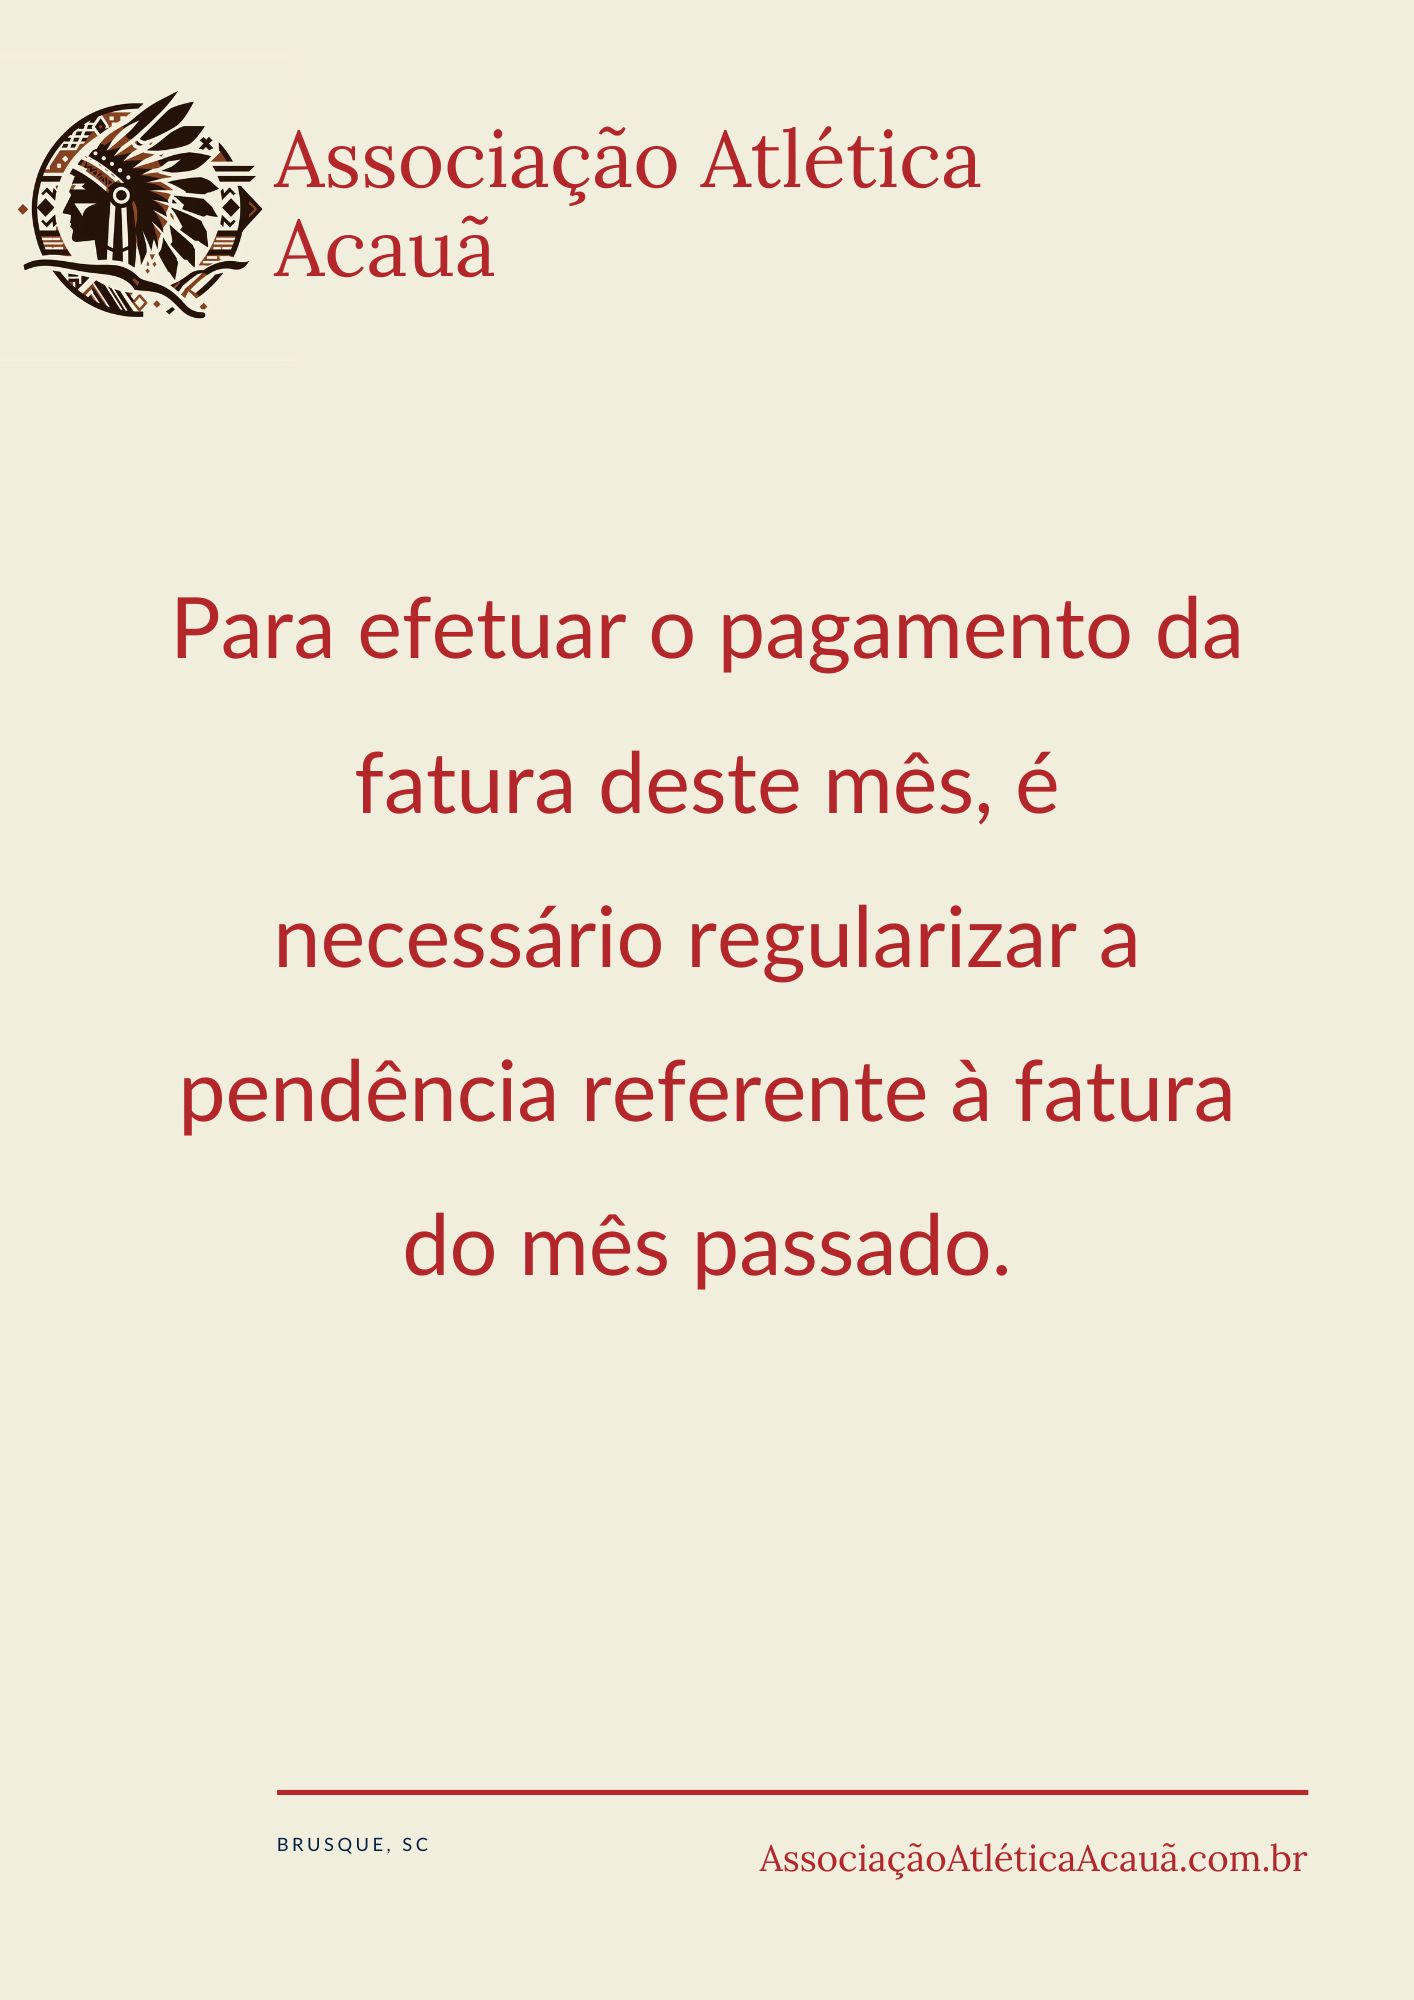 Associação Atlética
Acauã
Para efetuar o pagamento da
fatura deste mês, é
necessário regularizar a
pendência referente à fatura
do mês passado.
BRUSQUE, SC
AssociaçãoAtléticaAcauã.com.br